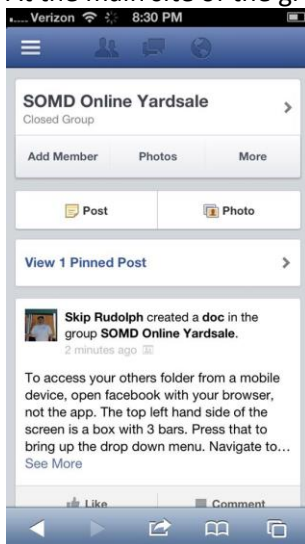 At the main site of the g
Verizon 8:30 PM
SOMD Online Yardsale
Closed Group
Add Member Photos More
Post Photo
View 1 Pinned Post
Skip Rudolph created a doc in the
group SOMD Online Yardsale.
2 minutes ago
To access your others folder from a mobile
device, open facebook with your browser,
not the app. The top left hand side of the
screen is a box with 3 bars. Press that to
bring up the drop down menu. Navigate to...
See More
Like Comment